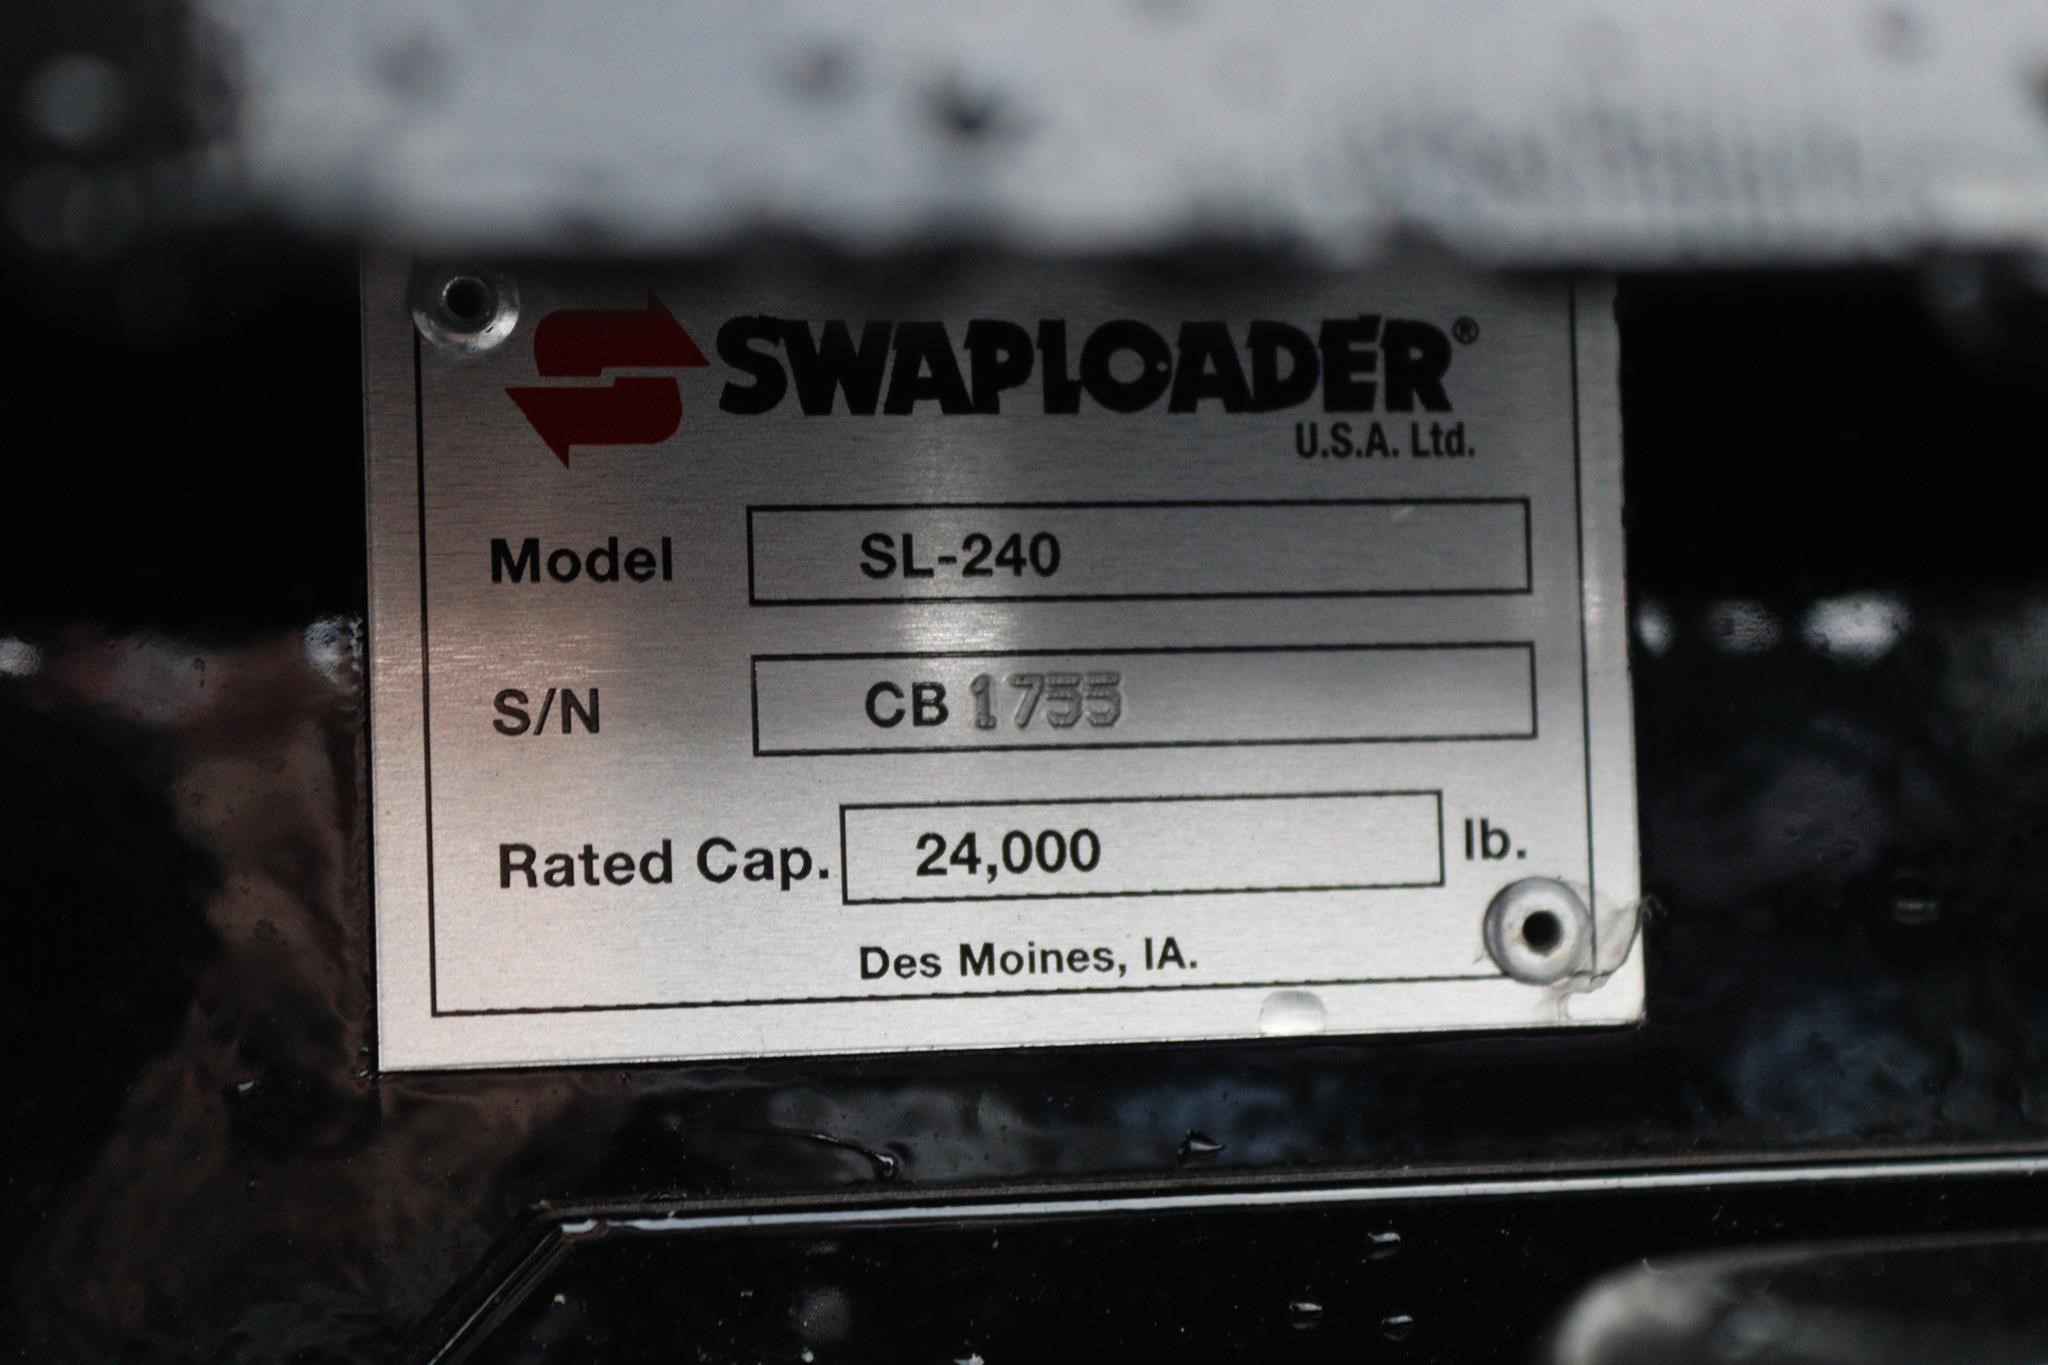 SWAPLOADER®
U.S.A. Ltd.
Model SL-240
S/N CB 1755
Rated Cap. 24,000 lb.
Des Moines, IA.